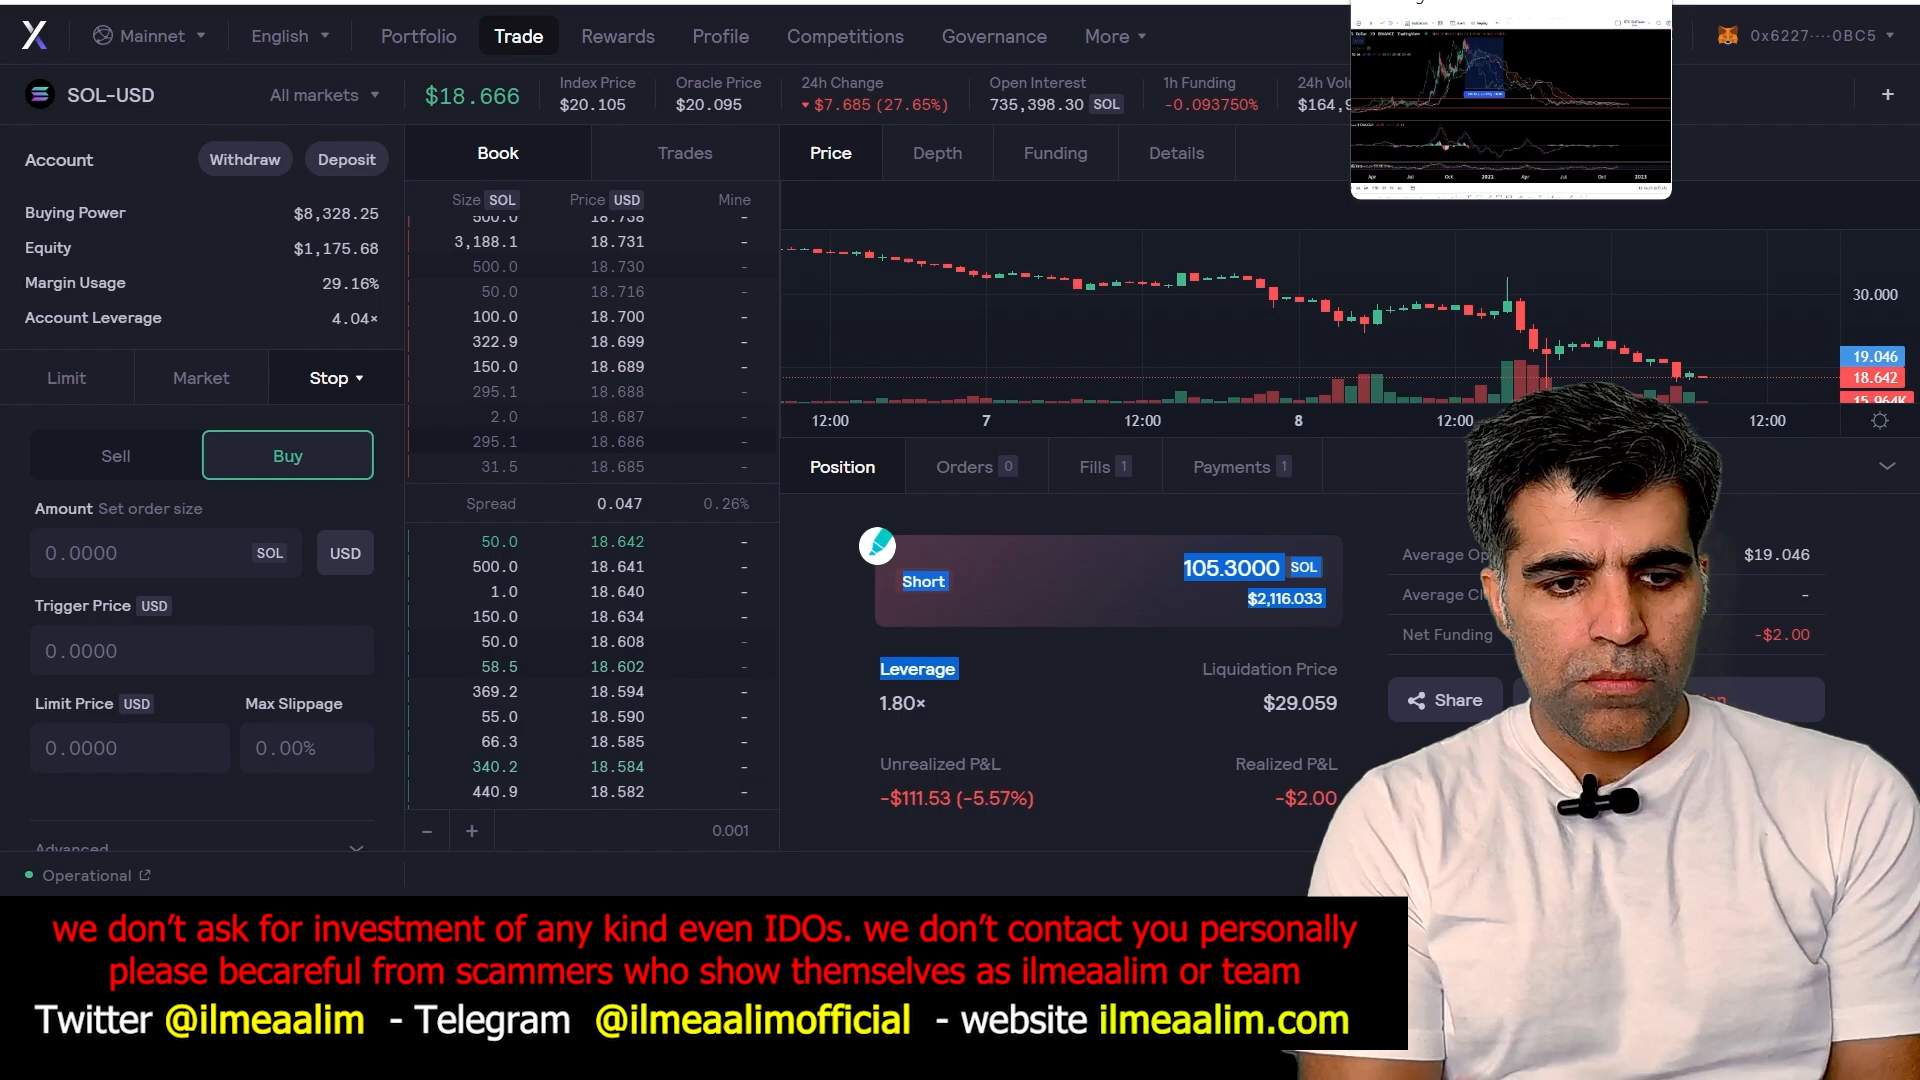 Mainnet
English
Portfolio
Trade
Rewards
Profile
Competitions
Governance
More
0x6227····0BC5
SOL-USD
All markets
$18.666
Index Price
$20.105
Oracle Price
$20.095
24h Change
$7.685 (27.65%)
Open Interest
735,398.30 SOL
1h Funding
-0.093750%
24h
$164,
+
Account
Withdraw
Deposit
Buying Power
$8,328.25
Equity
$1,175.68
Margin Usage
29.16%
Account Leverage
4.04×
Limit
Market
Stop
Sell
Buy
Amount Set order size
0.0000
SOL
USD
Trigger Price USD
0.0000
Limit Price USD
Max Slippage
0.0000
0.00%
Advanced
Operational
Book
Trades
Size SOL
Price USD
Mine
500.0 18.738 -
3,188.1 18.731 -
500.0 18.730 -
50.0 18.716 -
100.0 18.700 -
322.9 18.699 -
150.0 18.689 -
295.1 18.688 -
2.0 18.687 -
295.1 18.686 -
31.5 18.685 -
Spread 0.047 0.26%
50.0 18.642 -
500.0 18.641 -
1.0 18.640 -
150.0 18.634 -
50.0 18.608 -
58.5 18.602 -
369.2 18.594 -
55.0 18.590 -
66.3 18.585 -
340.2 18.584 -
440.9 18.582 -
− + 0.001
Price
Depth
Funding
Details
30.000
19.046
18.642
15.964K
12:00 7 12:00 8 12:00 12:00
Position
Orders 0
Fills 1
Payments 1
Short
105.3000 SOL
$2,116.033
Leverage
1.80×
Liquidation Price
$29.059
Unrealized P&L
-$111.53 (-5.57%)
Realized P&L
-$2.00
Average
$19.046
Average
-
Net Funding
-$2.00
Share
we don't ask for investment of any kind even IDOs. we don't contact you personally
please becareful from scammers who show themselves as ilmeaalim or team
Twitter @ilmeaalim - Telegram @ilmeaalimofficial - website ilmeaalim.com